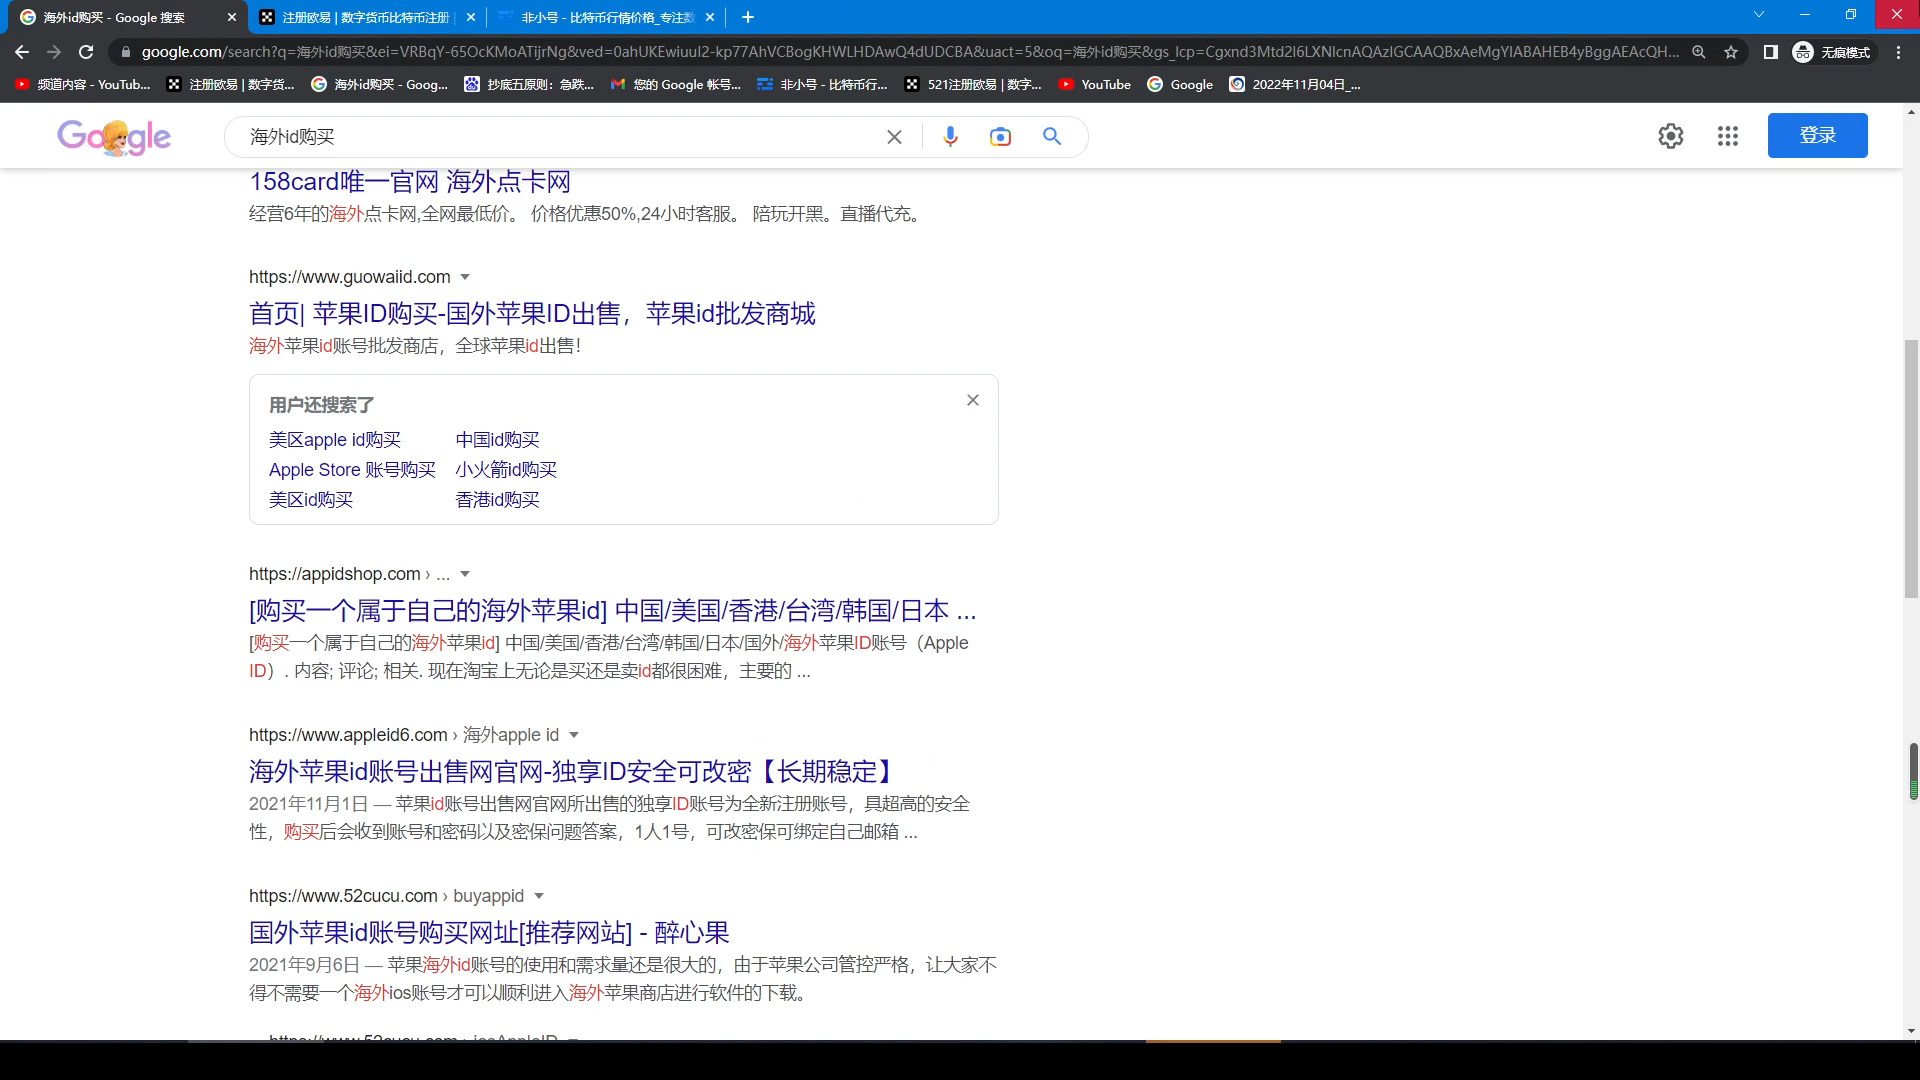 海外id购买 - Google 搜索
注册欧易 | 数字货币比特币注册 |
非小号 - 比特币行情价格_专注数
google.com/search?q=海外id购买&ei=VRBqY-65OcKMoATijrNg&ved=0ahUKEwiuuI2-kp77AhVCBogKHWLHDAwQ4dUDCBA&uact=5&oq=海外id购买&gs_lcp=Cgxnd3Mtd2l6LXNlcnAQAzIGCAAQBxAeMgYIABAHEB4yBggAEAcQH...
无痕模式
频道内容 - YouTub...
注册欧易 | 数字货...
海外id购买 - Goog...
抄底五原则：急跌...
您的 Google 帐号...
非小号 - 比特币行...
521注册欧易 | 数字...
YouTube
Google
2022年11月04日_...
Google
海外id购买
登录
158card唯一官网 海外点卡网
经营6年的海外点卡网,全网最低价。 价格优惠50%,24小时客服。 陪玩开黑。直播代充。
https://www.guowaiid.com
首页| 苹果ID购买-国外苹果ID出售，苹果id批发商城
海外苹果id账号批发商店，全球苹果id出售！
用户还搜索了
美区apple id购买 中国id购买
Apple Store 账号购买 小火箭id购买
美区id购买 香港id购买
https://appidshop.com › ...
[购买一个属于自己的海外苹果id] 中国/美国/香港/台湾/韩国/日本 ...
[购买一个属于自己的海外苹果id] 中国/美国/香港/台湾/韩国/日本/国外/海外苹果ID账号（Apple
ID）. 内容; 评论; 相关. 现在淘宝上无论是买还是卖id都很困难，主要的 ...
https://www.appleid6.com › 海外apple id
海外苹果id账号出售网官网-独享ID安全可改密【长期稳定】
2021年11月1日 — 苹果id账号出售网官网所出售的独享ID账号为全新注册账号，具超高的安全
性，购买后会收到账号和密码以及密保问题答案，1人1号，可改密保可绑定自己邮箱 ...
https://www.52cucu.com › buyappid
国外苹果id账号购买网址[推荐网站] - 醉心果
2021年9月6日 — 苹果海外id账号的使用和需求量还是很大的，由于苹果公司管控严格，让大家不
得不需要一个海外ios账号才可以顺利进入海外苹果商店进行软件的下载。
https://www.52cucu.com › iosAppleID